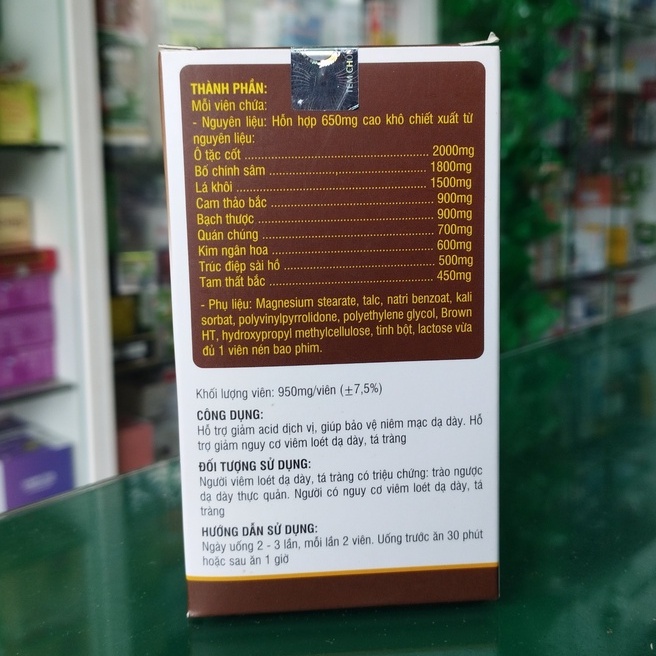 THÀNH PHẦN:
Mỗi viên chứa:
- Nguyên liệu: Hỗn hợp 650mg cao khô chiết xuất từ
nguyên liệu:
Ô tặc cốt ........ 2000mg
Bố chính sâm ........ 1800mg
Lá khôi ........ 1500mg
Cam thảo bắc ........ 900mg
Bạch thược ........ 900mg
Quán chúng ........ 700mg
Kim ngân hoa ........ 600mg
Trúc điệp sài hồ ........ 500mg
Tam thất bắc ........ 450mg
- Phụ liệu: Magnesium stearate, talc, natri benzoat, kali
sorbat, polyvinylpyrrolidone, polyethylene glycol, Brown
HT, hydroxypropyl methylcellulose, tinh bột, lactose vừa
đủ 1 viên nén bao phim.
Khối lượng viên: 950mg/viên (±7,5%)
CÔNG DỤNG:
Hỗ trợ giảm acid dịch vị, giúp bảo vệ niêm mạc dạ dày. Hỗ
trợ giảm nguy cơ viêm loét dạ dày, tá tràng
ĐỐI TƯỢNG SỬ DỤNG:
Người viêm loét dạ dày, tá tràng có triệu chứng: trào ngược
dạ dày thực quản. Người có nguy cơ viêm loét dạ dày, tá
tràng
HƯỚNG DẪN SỬ DỤNG:
Ngày uống 2 - 3 lần, mỗi lần 2 viên. Uống trước ăn 30 phút
hoặc sau ăn 1 giờ